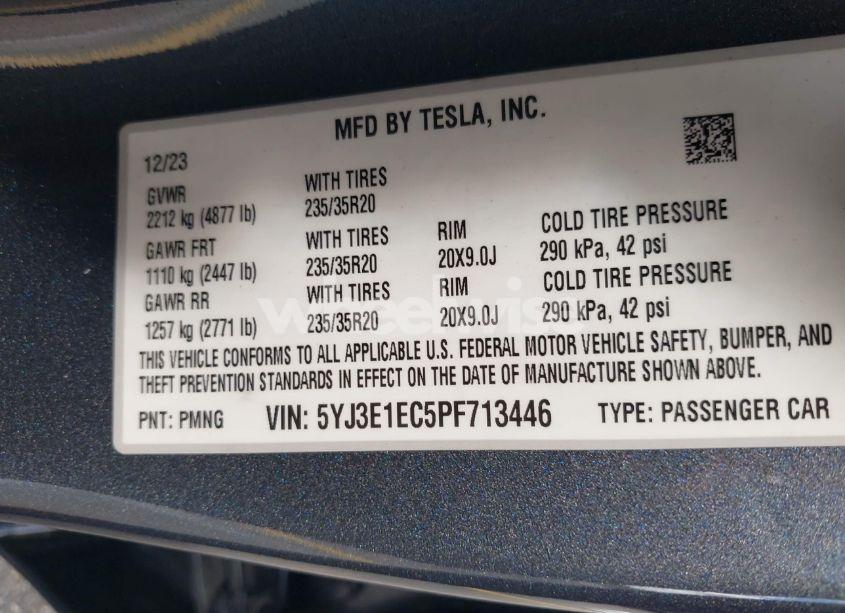 MFD BY TESLA, INC.
12/23
GVWR WITH TIRES
2212 kg (4877 lb) 235/35R20
GAWR FRT WITH TIRES RIM COLD TIRE PRESSURE
1110 kg (2447 lb) 235/35R20 20X9.0J 290 kPa, 42 psi
GAWR RR WITH TIRES RIM COLD TIRE PRESSURE
1257 kg (2771 lb) 235/35R20 20X9.0J 290 kPa, 42 psi
THIS VEHICLE CONFORMS TO ALL APPLICABLE U.S. FEDERAL MOTOR VEHICLE SAFETY, BUMPER, AND
THEFT PREVENTION STANDARDS IN EFFECT ON THE DATE OF MANUFACTURE SHOWN ABOVE.
PNT: PMNG VIN: 5YJ3E1EC5PF713446 TYPE: PASSENGER CAR